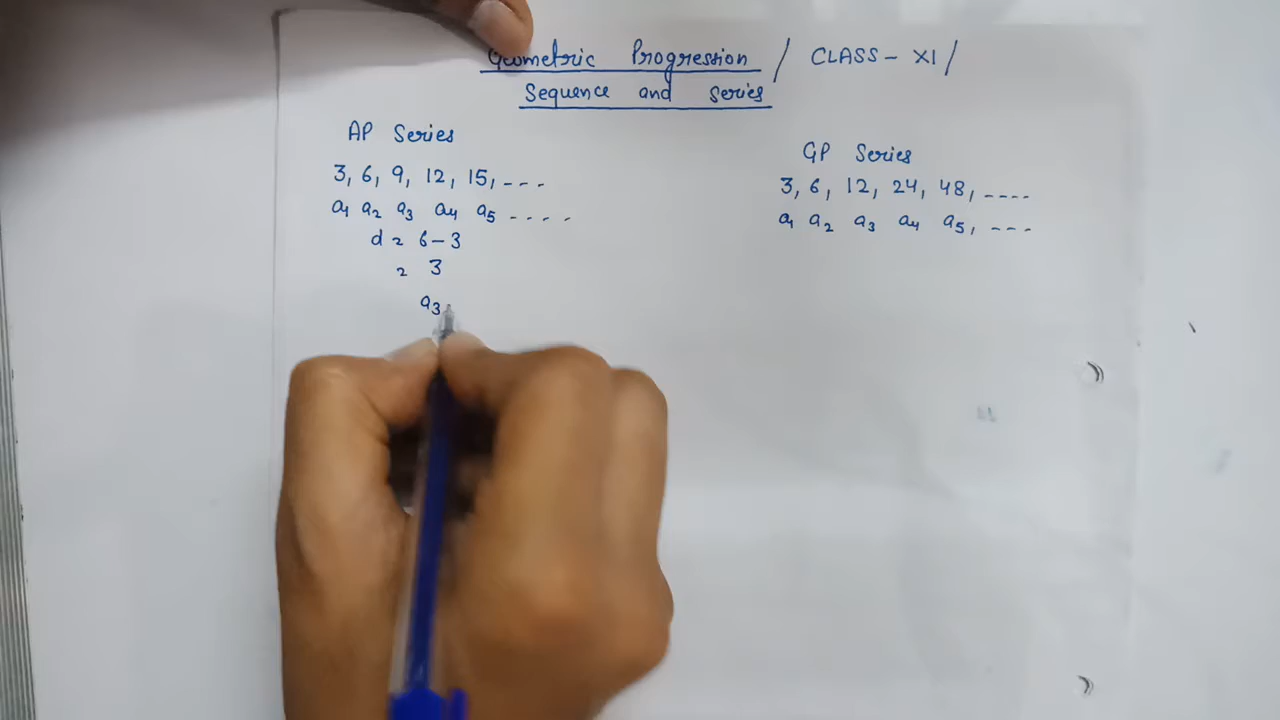 Geometric Progression / CLASS - XI /
Sequence and Series
AP Series
3, 6, 9, 12, 15, ----
a1 a2 a3 a4 a5 ----
d = 6 - 3
= 3
a3
GP Series
3, 6, 12, 24, 48, ----
a1 a2 a3 a4 a5, ---